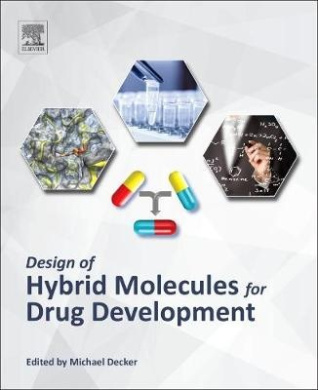 ELSEVIER
Design of
Hybrid Molecules for
Drug Development
Edited by Michael Decker